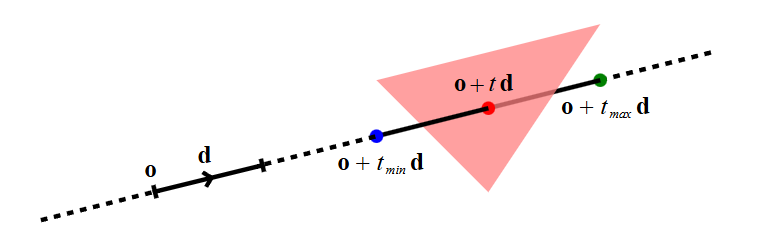 o + t d
o + t_max d
d
o
o + t_min d